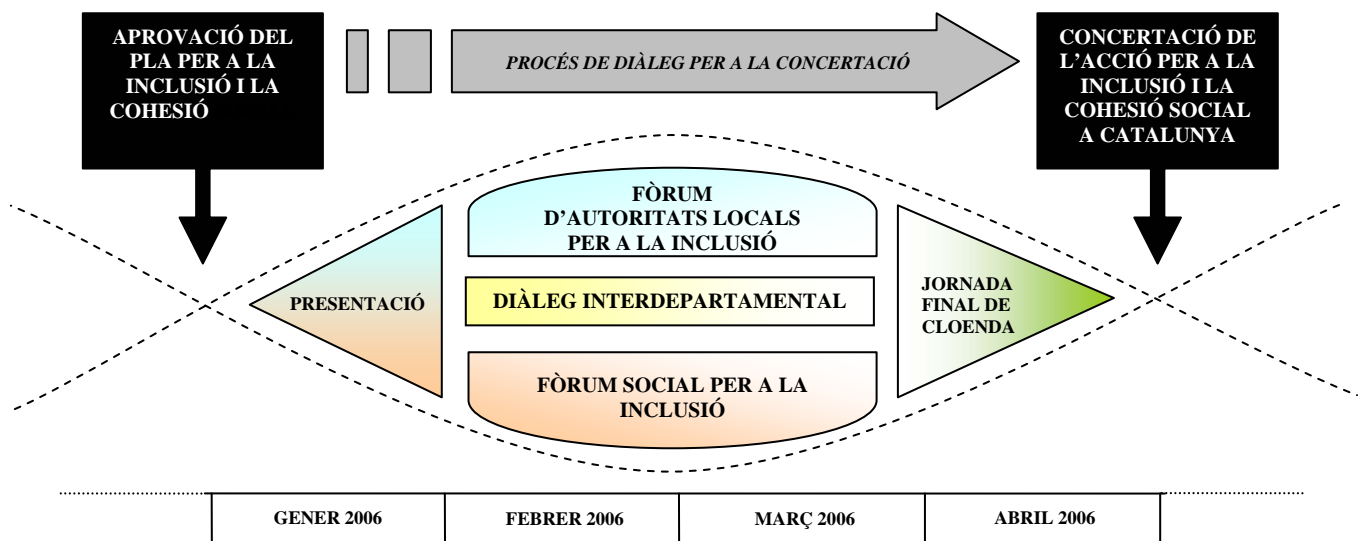 APROVACIÓ DEL
PLA PER A LA
INCLUSIÓ I LA
COHESIÓ
PROCÉS DE DIÀLEG PER A LA CONCERTACIÓ
CONCERTACIÓ DE
L'ACCIÓ PER A LA
INCLUSIÓ I LA
COHESIÓ SOCIAL
A CATALUNYA
FÒRUM
D'AUTORITATS LOCALS
PER A LA INCLUSIÓ
PRESENTACIÓ
DIÀLEG INTERDEPARTAMENTAL
JORNADA
FINAL DE
CLOENDA
FÒRUM SOCIAL PER A LA
INCLUSIÓ
GENER 2006
FEBRER 2006
MARÇ 2006
ABRIL 2006